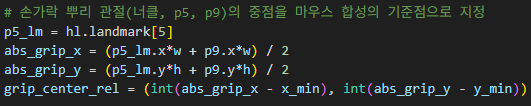 # 손가락 뿌리 관절(너클, p5, p9)의 중점을 마우스 합성의 기준점으로 지정
p5_lm = hl.landmark[5]
abs_grip_x = (p5_lm.x*w + p9.x*w) / 2
abs_grip_y = (p5_lm.y*h + p9.y*h) / 2
grip_center_rel = (int(abs_grip_x - x_min), int(abs_grip_y - y_min))